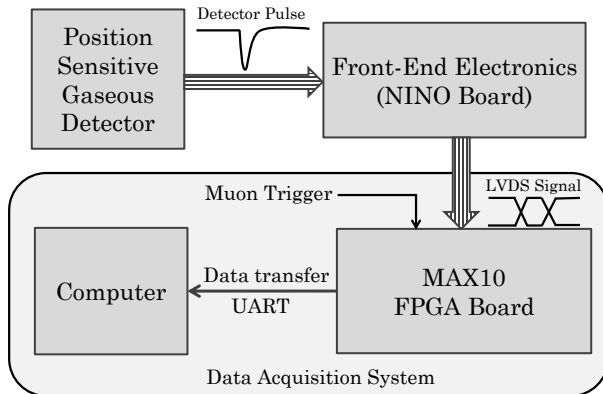 Detector Pulse
Position
Sensitive
Gaseous
Detector
Front-End Electronics
(NINO Board)
LVDS Signal
Muon Trigger
Computer
Data transfer
UART
MAX10
FPGA Board
Data Acquisition System